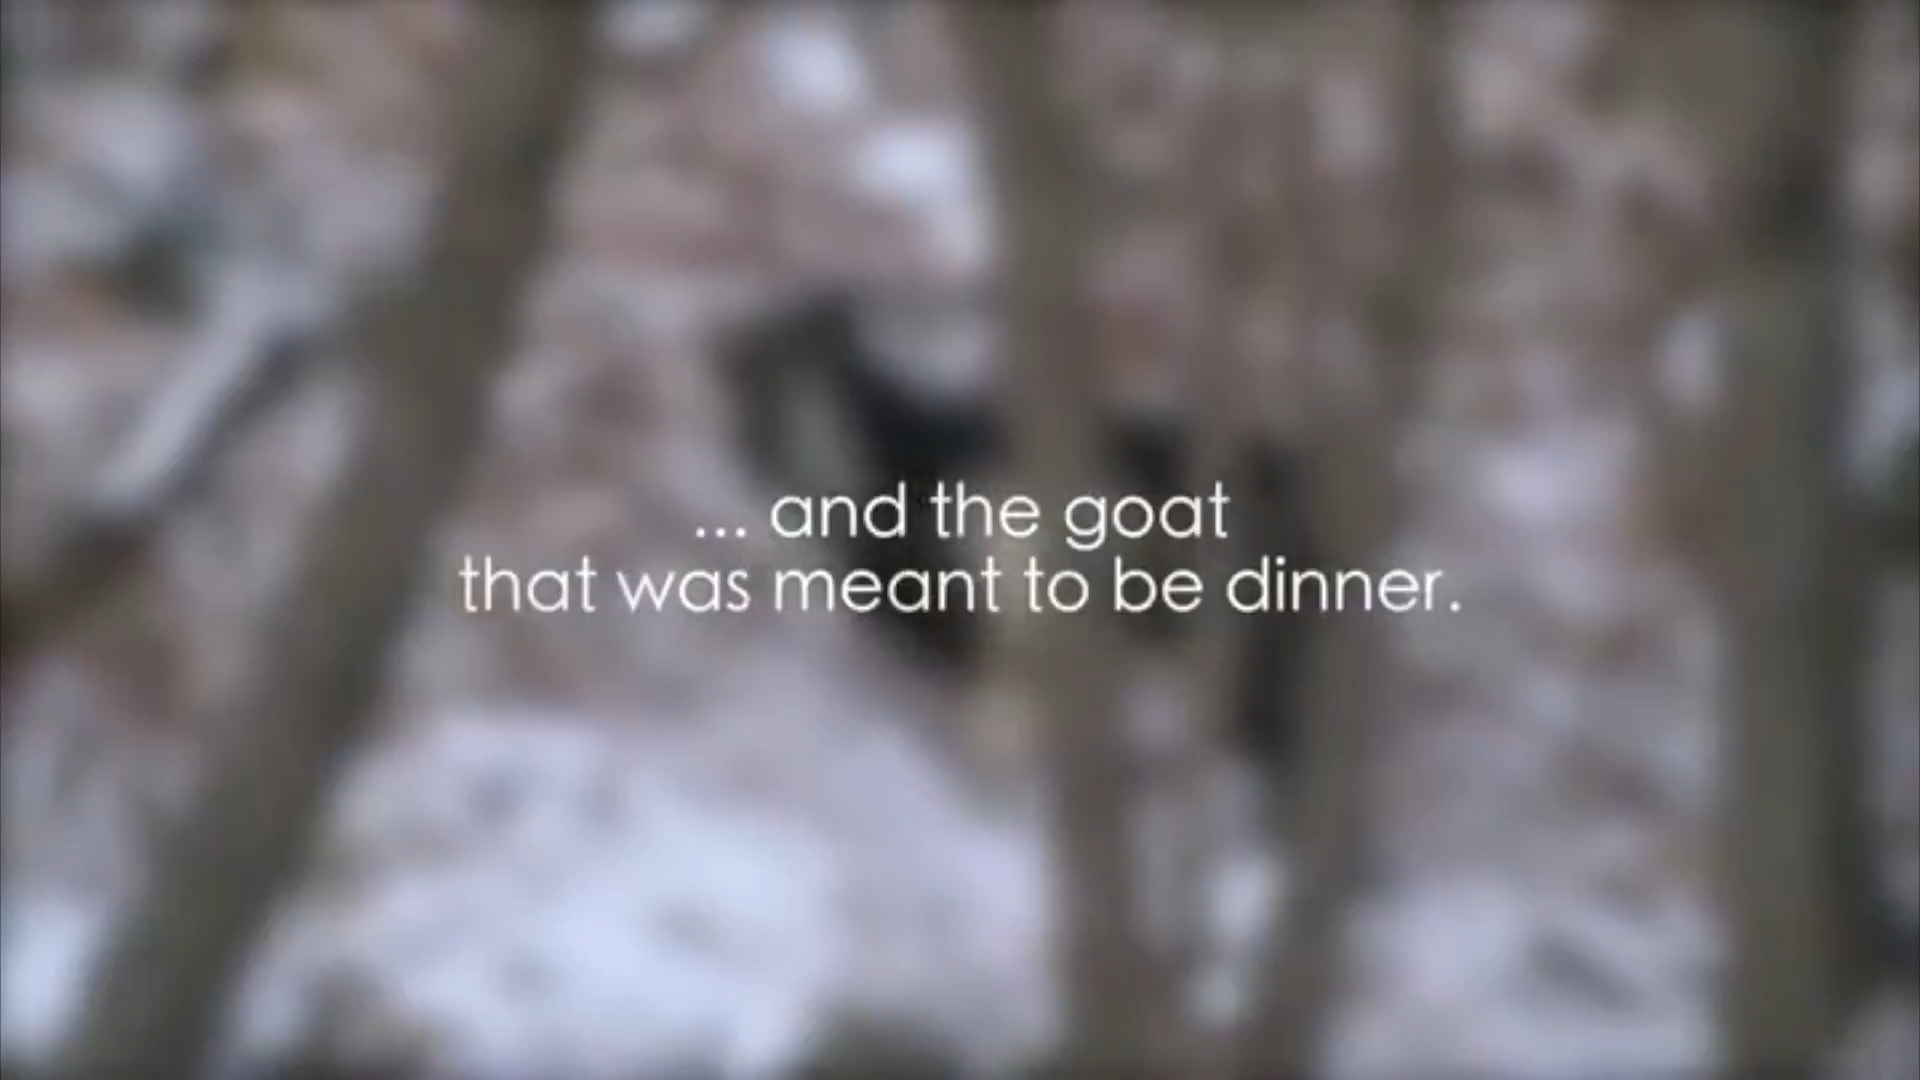 ... and the goat
that was meant to be dinner.